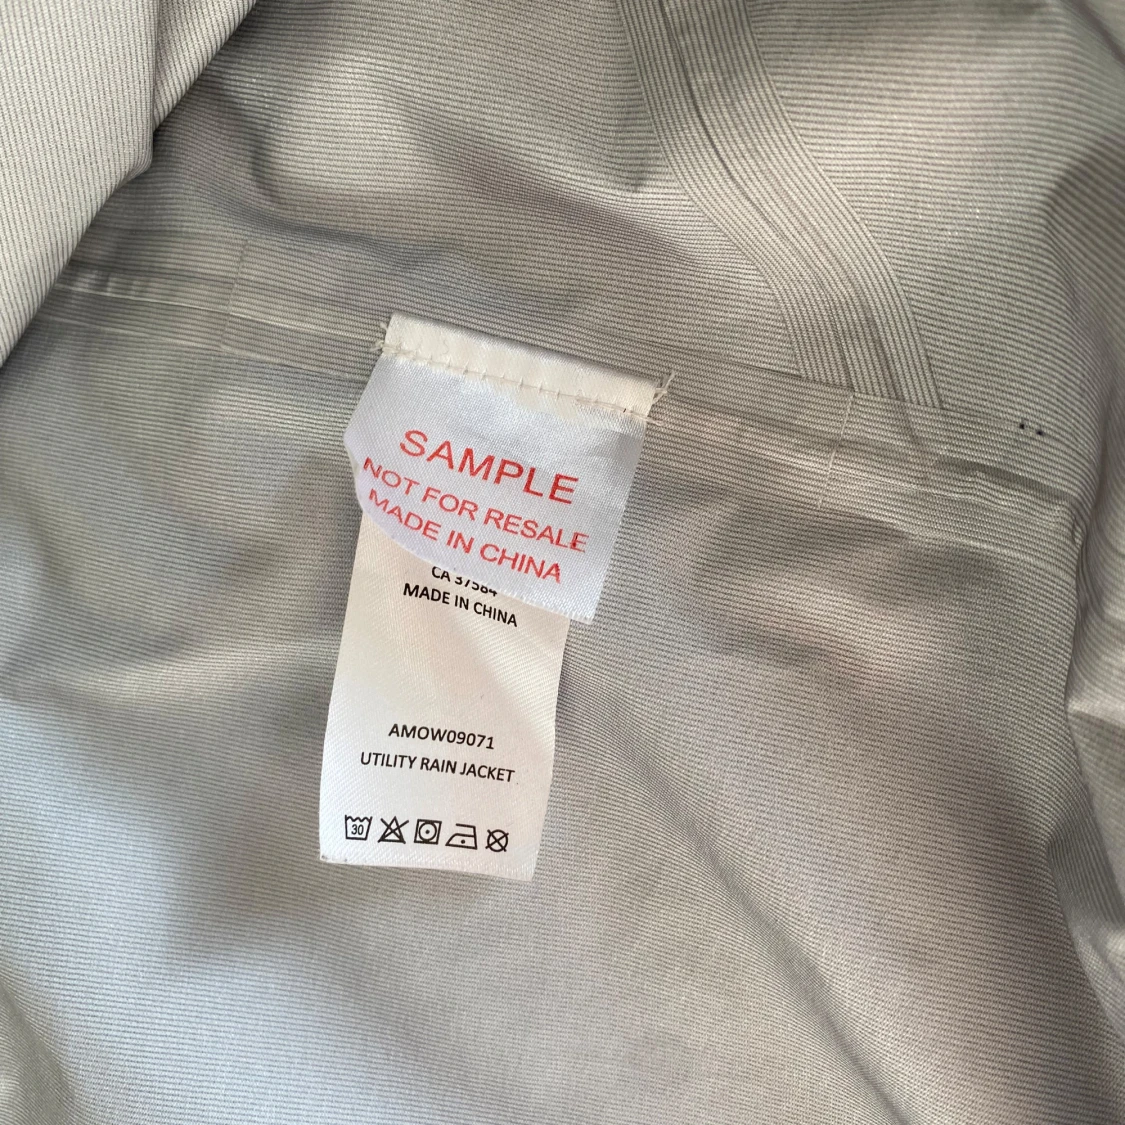 SAMPLE
NOT FOR RESALE
MADE IN CHINA
CA 37584
MADE IN CHINA
AMOW09071
UTILITY RAIN JACKET
30